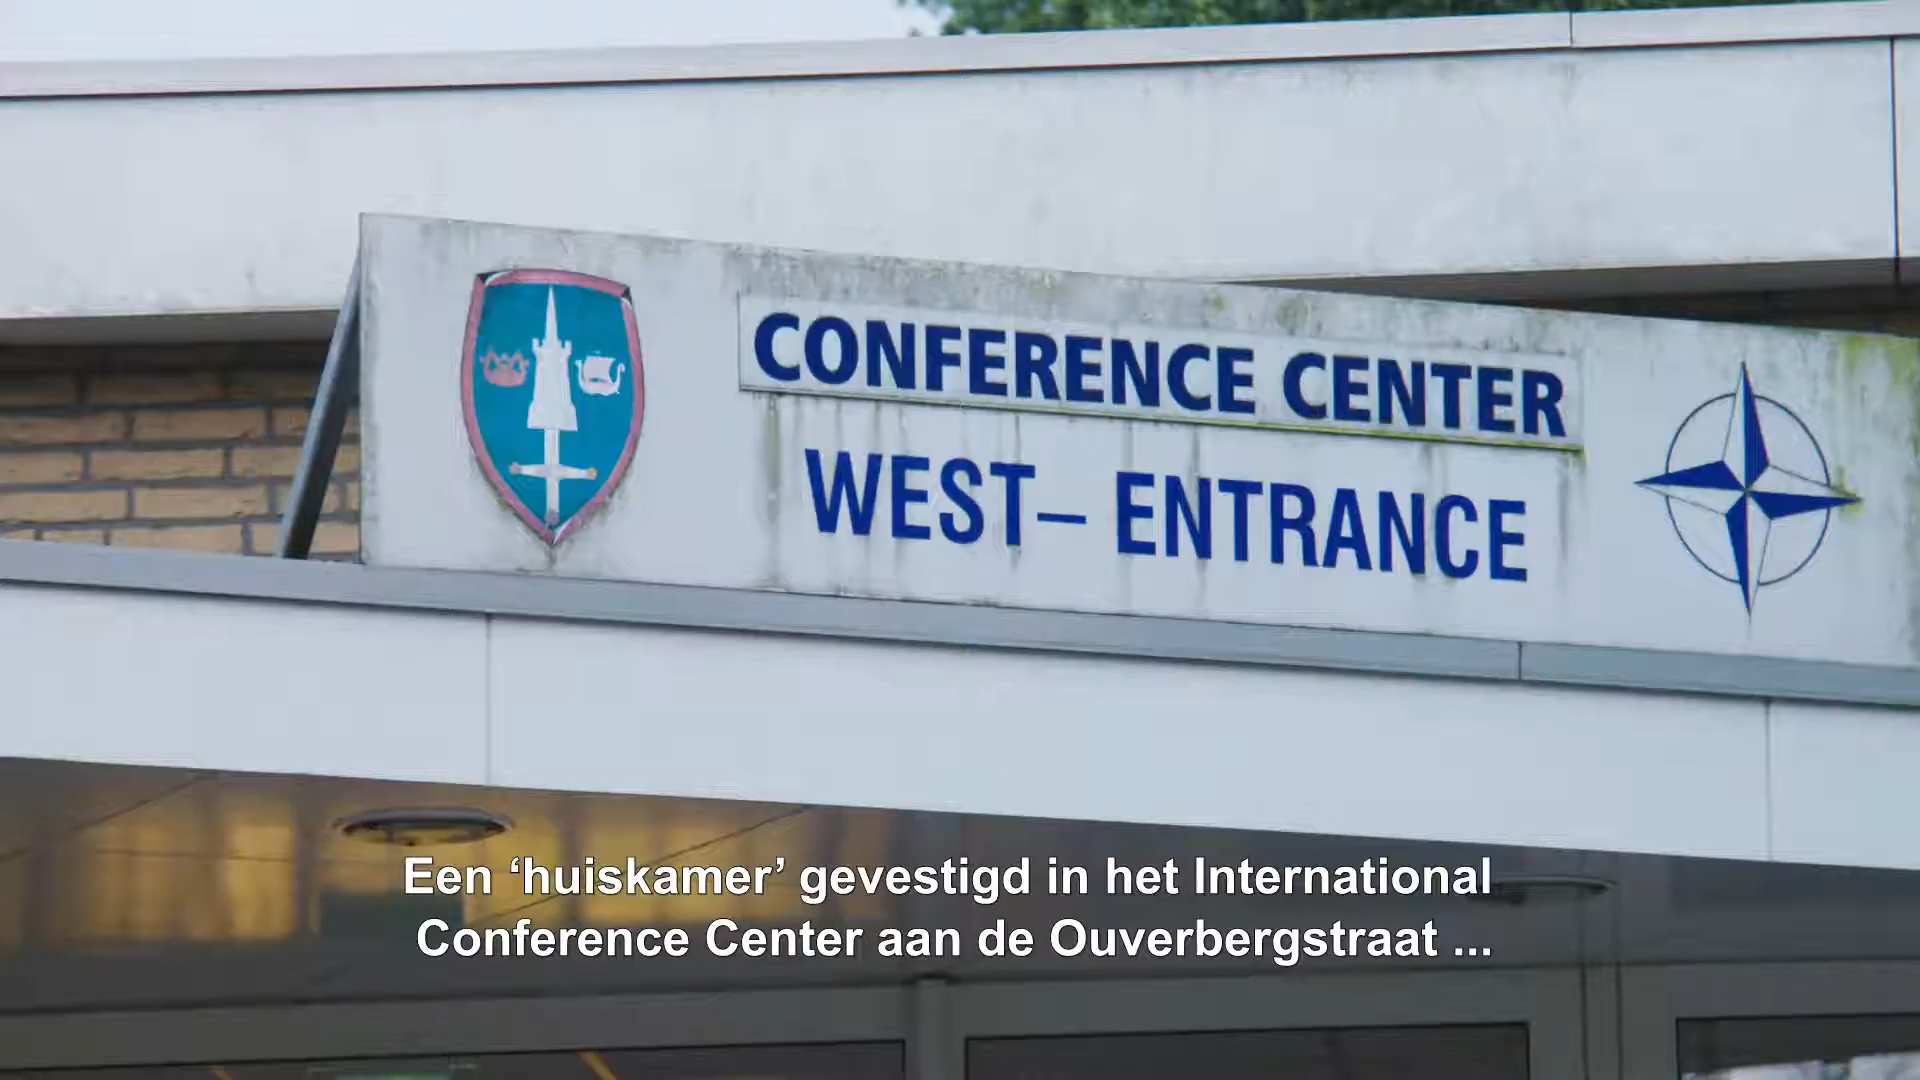 CONFERENCE CENTER
WEST– ENTRANCE
Een ‘huiskamer’ gevestigd in het International
Conference Center aan de Ouverbergstraat ...